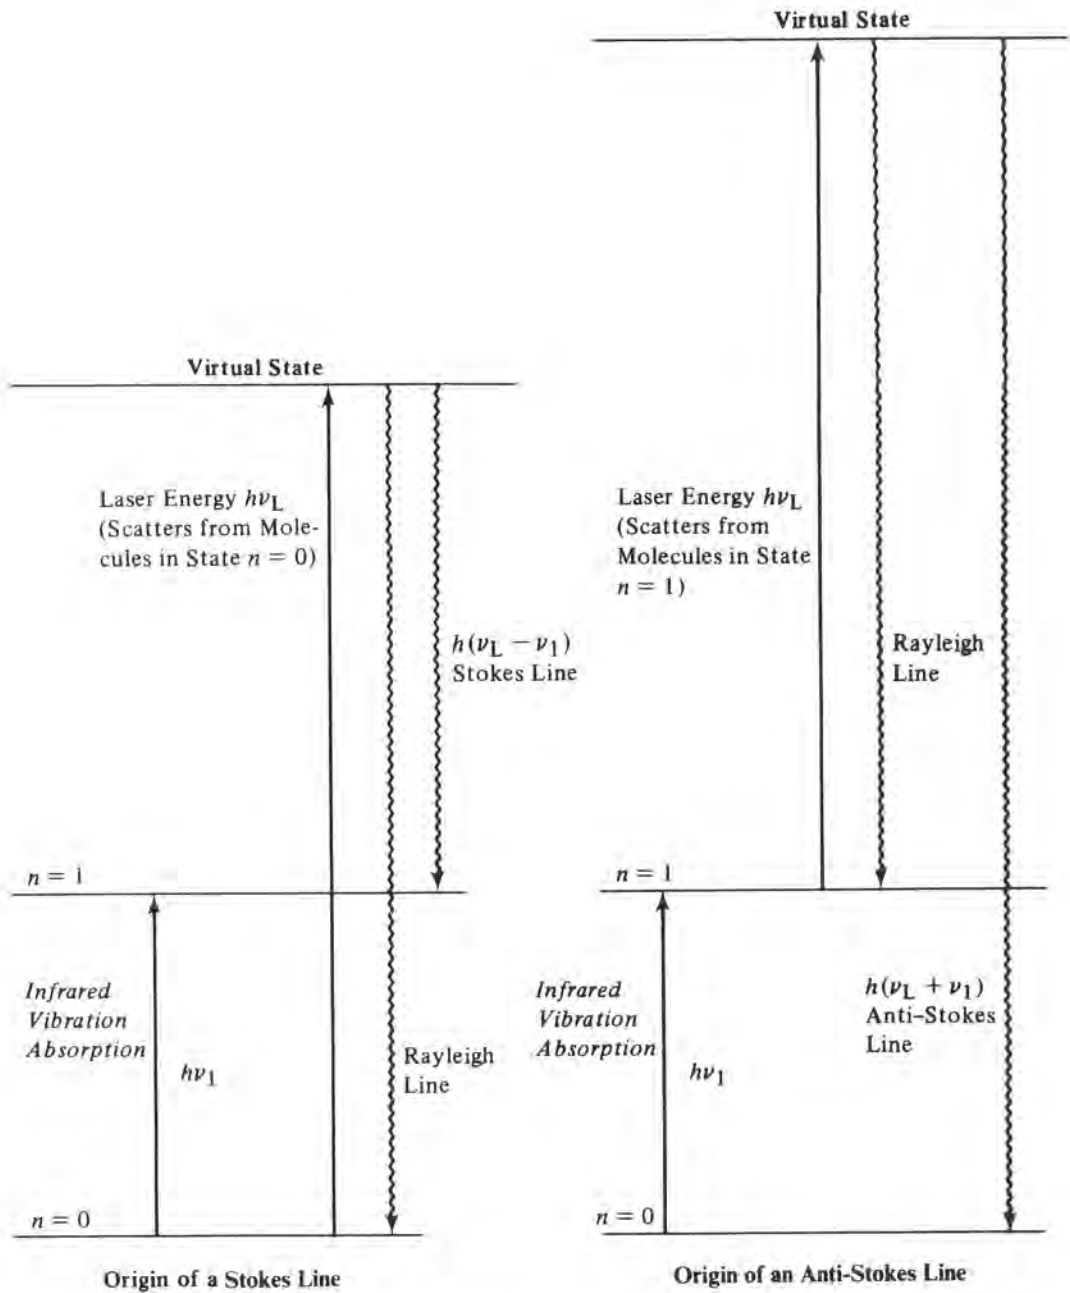 Virtual State
Laser Energy hνL
(Scatters from Mole-
cules in State n = 0)
h(νL − ν1)
Stokes Line
n = 1
Infrared
Vibration
Absorption
hν1
Rayleigh
Line
n = 0
Origin of a Stokes Line
Virtual State
Laser Energy hνL
(Scatters from
Molecules in State
n = 1)
Rayleigh
Line
n = 1
Infrared
Vibration
Absorption
hν1
h(νL + ν1)
Anti-Stokes
Line
n = 0
Origin of an Anti-Stokes Line